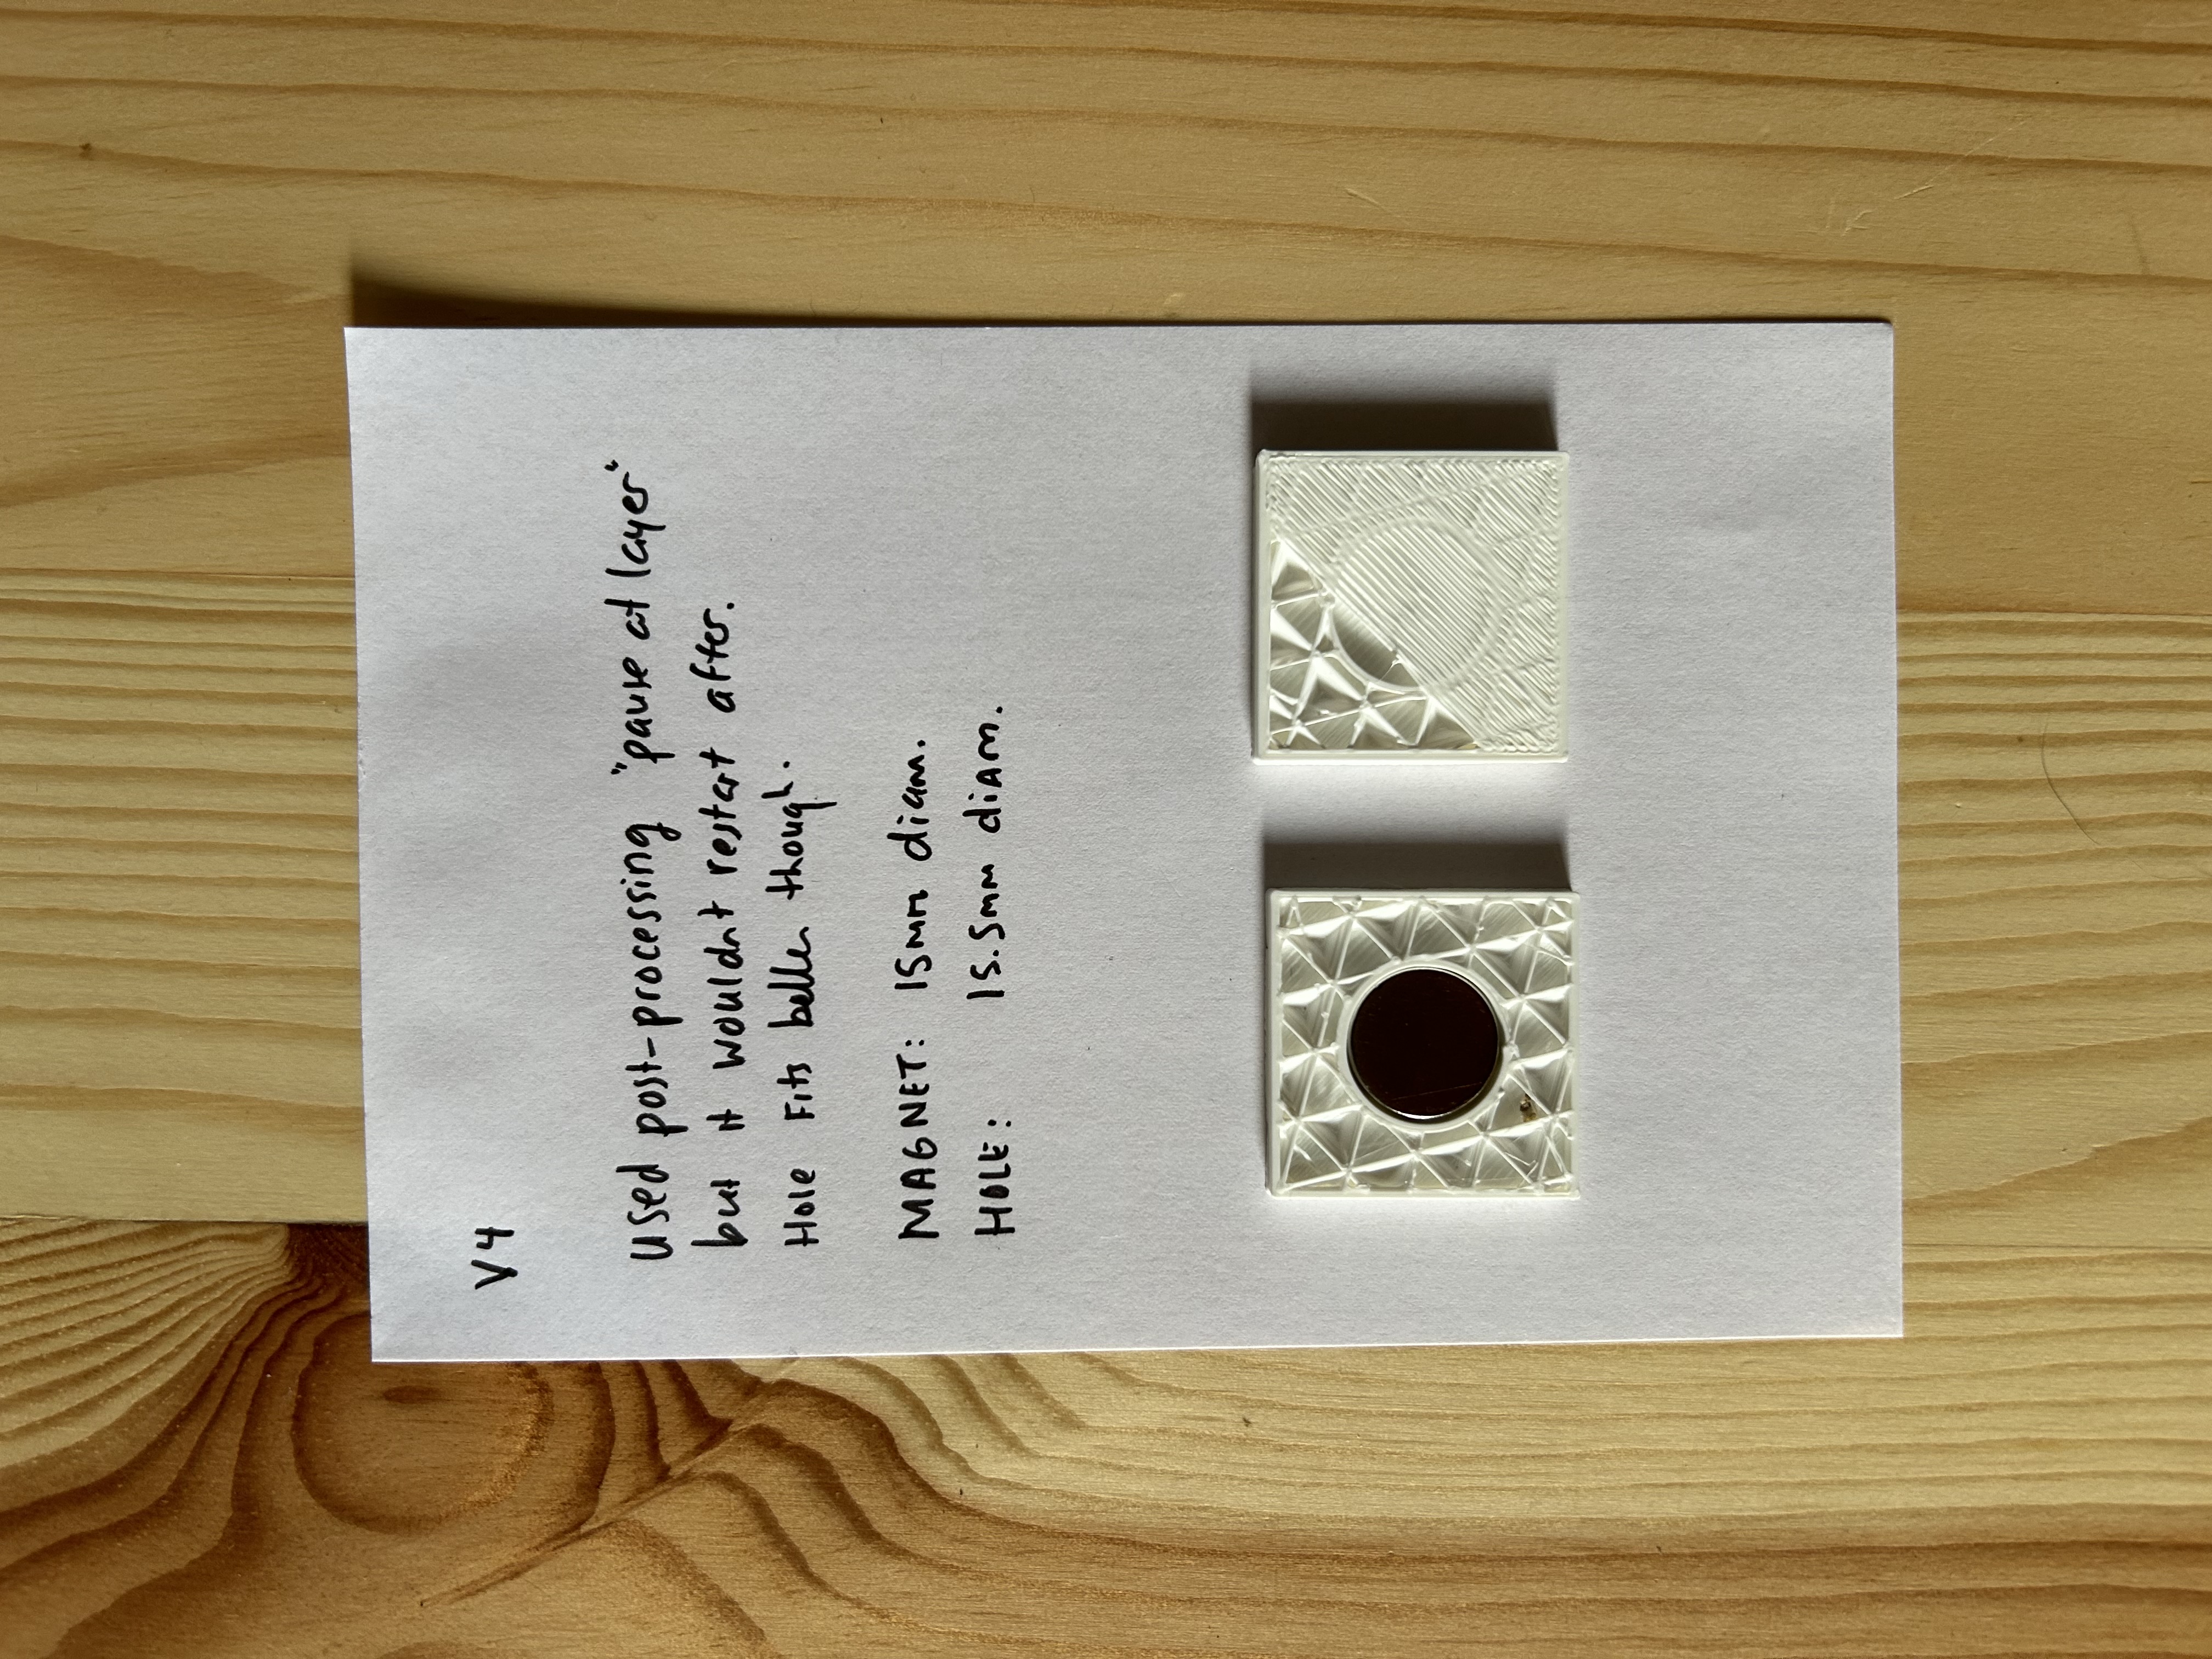 V4
Used post-processing "pause at layer"
but it wouldnt restart after.
Hole Fits better though.
MAGNET: 15mm diam.
HOLE: 15.5mm diam.